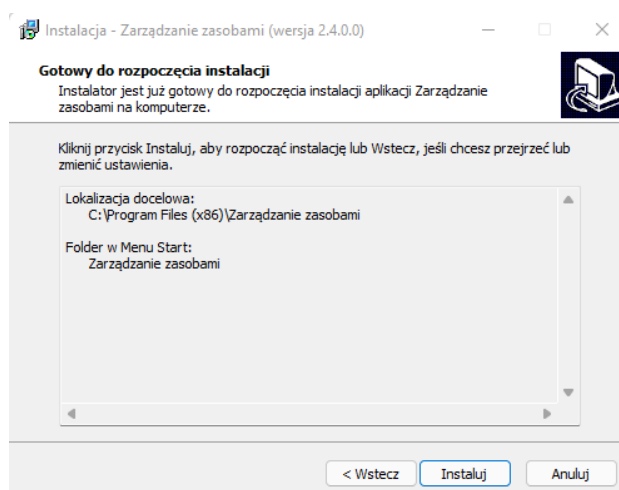 Instalacja - Zarządzanie zasobami (wersja 2.4.0.0)
Gotowy do rozpoczęcia instalacji
Instalator jest już gotowy do rozpoczęcia instalacji aplikacji Zarządzanie
zasobami na komputerze.
Kliknij przycisk Instaluj, aby rozpocząć instalację lub Wstecz, jeśli chcesz przejrzeć lub
zmienić ustawienia.
Lokalizacja docelowa:
C:\Program Files (x86)\Zarządzanie zasobami
Folder w Menu Start:
Zarządzanie zasobami
< Wstecz Instaluj Anuluj